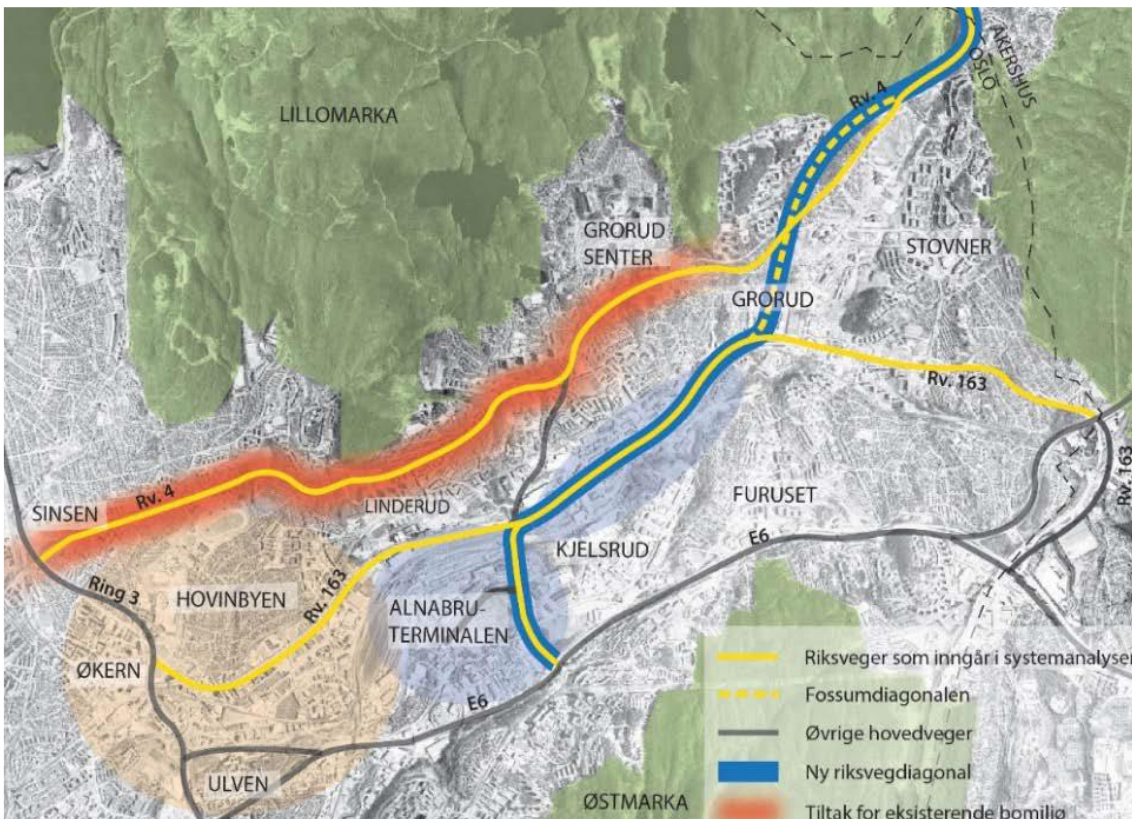 AKERSHUS
OSLO
Rv. 4
LILLOMARKA
GRORUD
SENTER
STOVNER
GRORUD
Rv. 163
Rv. 163
Rv. 4
SINSEN
LINDERUD
FURUSET
KJELSRUD
E6
Ring 3
HOVINBYEN
Rv. 163
ALNABRU-
TERMINALEN
ØKERN
E6
ULVEN
ØSTMARKA
Riksveger som inngår i systemanalysen
Fossumdiagonalen
Øvrige hovedveger
Ny riksvegdiagonal
Tiltak for eksisterende bomiljø